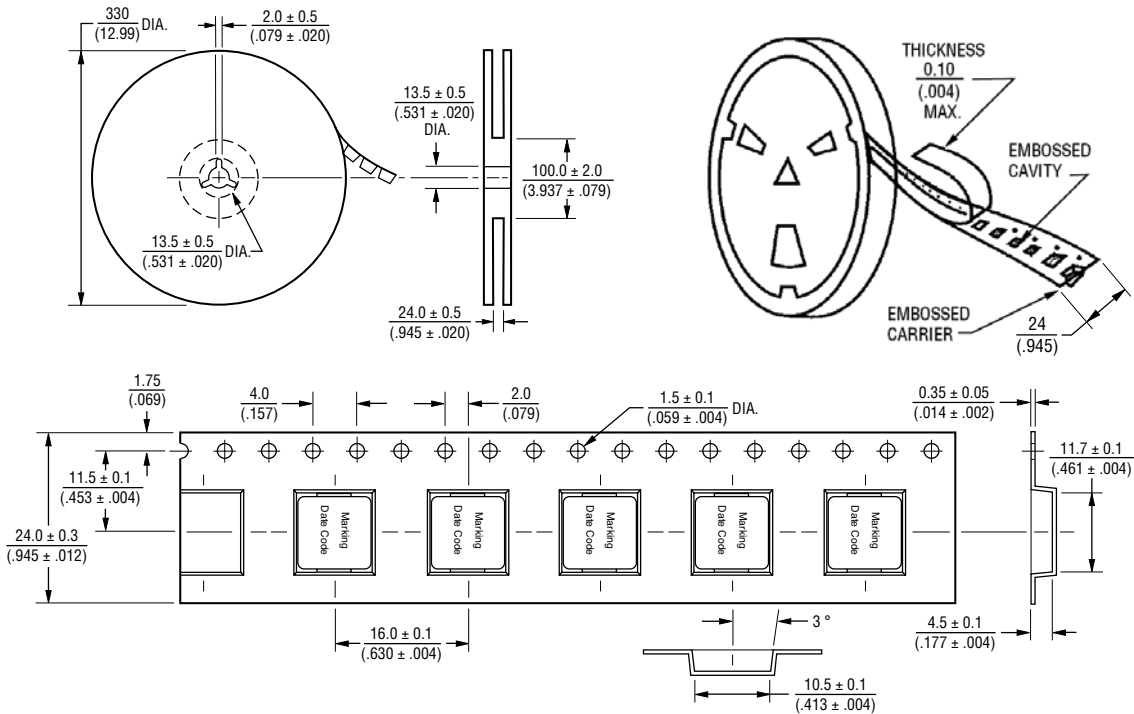 330
(12.99) DIA.
2.0 ± 0.5
(.079 ± .020)
13.5 ± 0.5
(.531 ± .020)
DIA.
100.0 ± 2.0
(3.937 ± .079)
13.5 ± 0.5
(.531 ± .020) DIA.
24.0 ± 0.5
(.945 ± .020)
THICKNESS
0.10
(.004)
MAX.
EMBOSSED
CAVITY
EMBOSSED
CARRIER
24
(.945)
1.75
(.069)
4.0
(.157)
2.0
(.079)
1.5 ± 0.1
(.059 ± .004) DIA.
0.35 ± 0.05
(.014 ± .002)
11.5 ± 0.1
(.453 ± .004)
11.7 ± 0.1
(.461 ± .004)
24.0 ± 0.3
(.945 ± .012)
Marking
Date Code
Marking
Date Code
Marking
Date Code
Marking
Date Code
Marking
Date Code
16.0 ± 0.1
(.630 ± .004)
3 °
4.5 ± 0.1
(.177 ± .004)
10.5 ± 0.1
(.413 ± .004)